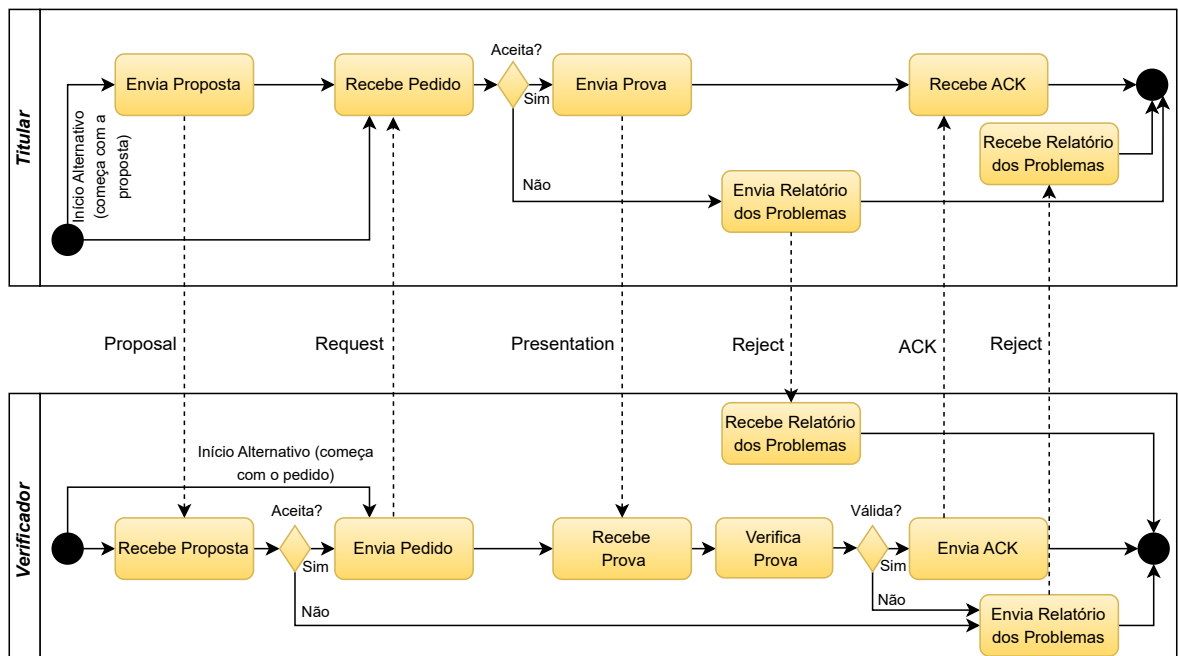 Titular
Aceita?
Envia Proposta
Recebe Pedido
Sim
Envia Prova
Recebe ACK
Início Alternativo
(começa com a
proposta)
Recebe Relatório
dos Problemas
Não
Envia Relatório
dos Problemas
Proposal
Request
Presentation
Reject
ACK
Reject
Verificador
Recebe Relatório
dos Problemas
Início Alternativo (começa
com o pedido)
Aceita?
Válida?
Recebe Proposta
Sim
Envia Pedido
Recebe
Prova
Verifica
Prova
Sim
Envia ACK
Não
Não
Envia Relatório
dos Problemas